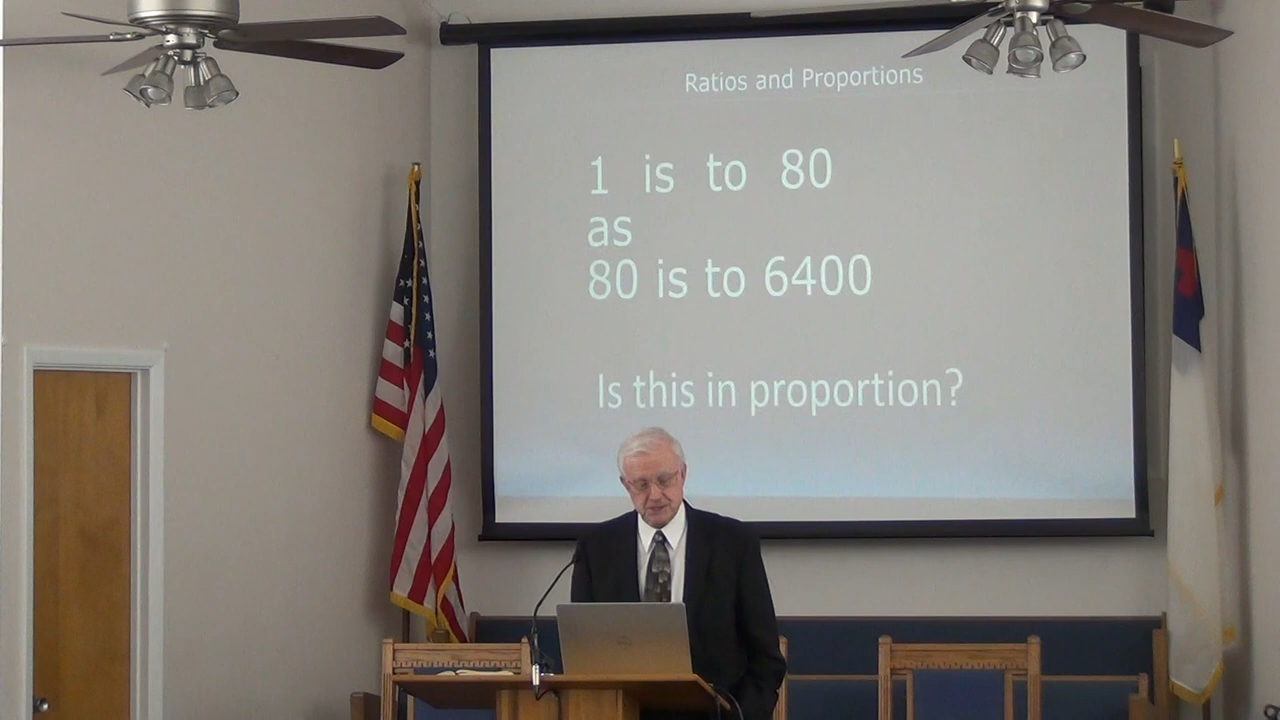 Ratios and Proportions
1 is to 80
as
80 is to 6400
Is this in proportion?